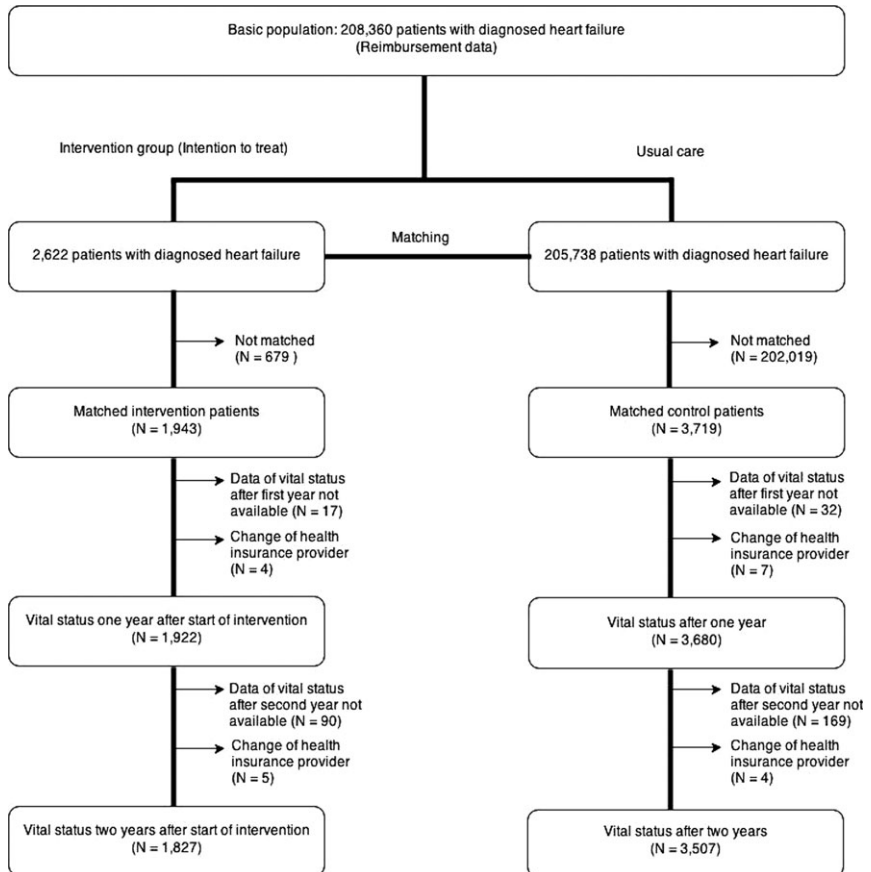 Basic population: 208,360 patients with diagnosed heart failure
(Reimbursement data)
Intervention group (Intention to treat)
Usual care
2,622 patients with diagnosed heart failure
Matching
205,738 patients with diagnosed heart failure
Not matched
(N = 679 )
Not matched
(N = 202,019)
Matched intervention patients
(N = 1,943)
Matched control patients
(N = 3,719)
Data of vital status
after first year not
available (N = 17)
Change of health
insurance provider
(N = 4)
Data of vital status
after first year not
available (N = 32)
Change of health
insurance provider
(N = 7)
Vital status one year after start of intervention
(N = 1,922)
Vital status after one year
(N = 3,680)
Data of vital status
after second year not
available (N = 90)
Change of health
insurance provider
(N = 5)
Data of vital status
after second year not
available (N = 169)
Change of health
insurance provider
(N = 4)
Vital status two years after start of intervention
(N = 1,827)
Vital status after two years
(N = 3,507)